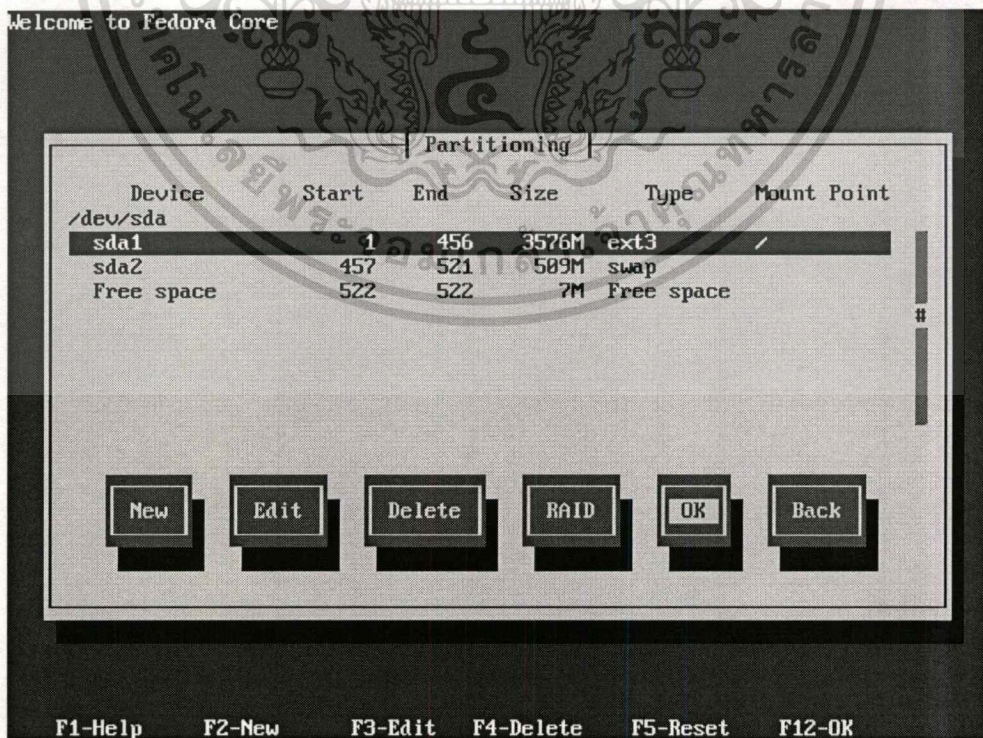 Welcome to Fedora Core
Partitioning
Device Start End Size Type Mount Point
/dev/sda
sda1 1 456 3576M ext3 /
sda2 457 521 509M swap
Free space 522 522 7M Free space
#
New Edit Delete RAID OK Back
F1-Help F2-New F3-Edit F4-Delete F5-Reset F12-OK